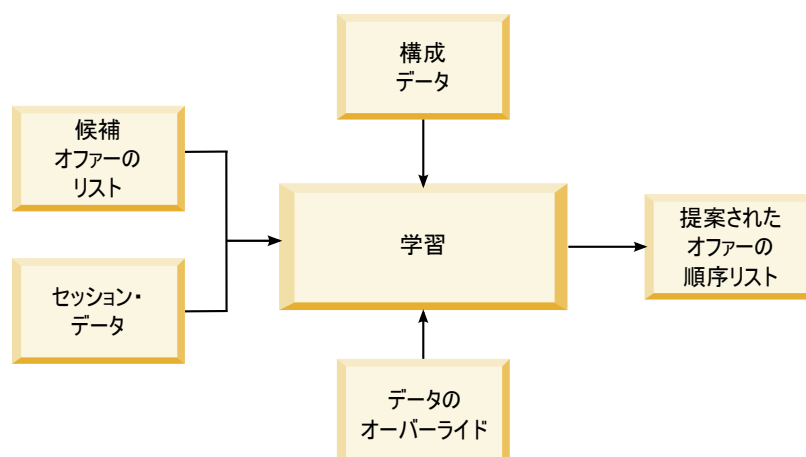 構成
データ
候補
オファーの
リスト
学習
提案された
オファーの
順序リスト
セッション・
データ
データの
オーバーライド